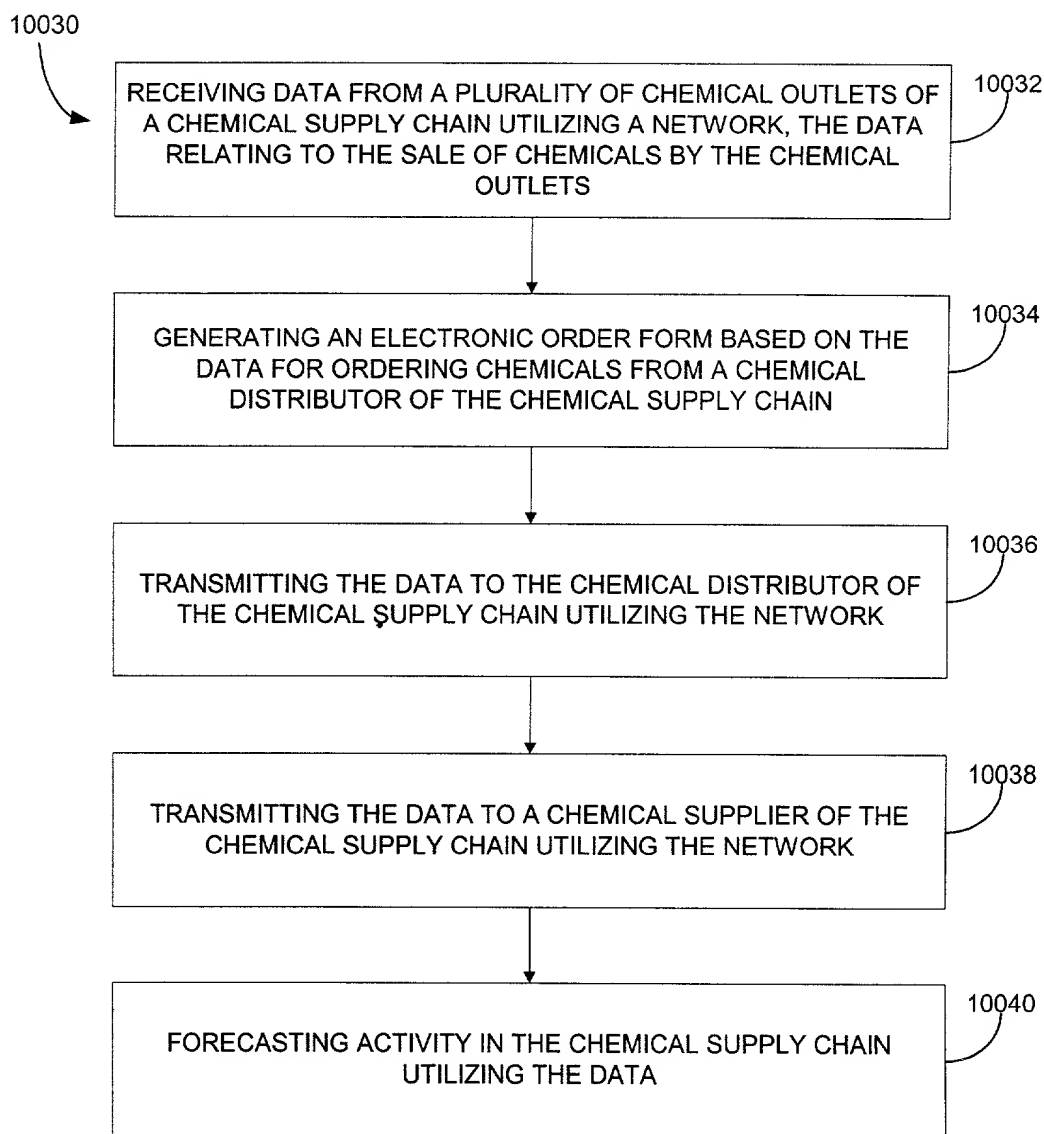 10030
RECEIVING DATA FROM A PLURALITY OF CHEMICAL OUTLETS OF
A CHEMICAL SUPPLY CHAIN UTILIZING A NETWORK, THE DATA
RELATING TO THE SALE OF CHEMICALS BY THE CHEMICAL
OUTLETS
10032
GENERATING AN ELECTRONIC ORDER FORM BASED ON THE
DATA FOR ORDERING CHEMICALS FROM A CHEMICAL
DISTRIBUTOR OF THE CHEMICAL SUPPLY CHAIN
10034
TRANSMITTING THE DATA TO THE CHEMICAL DISTRIBUTOR OF
THE CHEMICAL SUPPLY CHAIN UTILIZING THE NETWORK
10036
TRANSMITTING THE DATA TO A CHEMICAL SUPPLIER OF THE
CHEMICAL SUPPLY CHAIN UTILIZING THE NETWORK
10038
FORECASTING ACTIVITY IN THE CHEMICAL SUPPLY CHAIN
UTILIZING THE DATA
10040